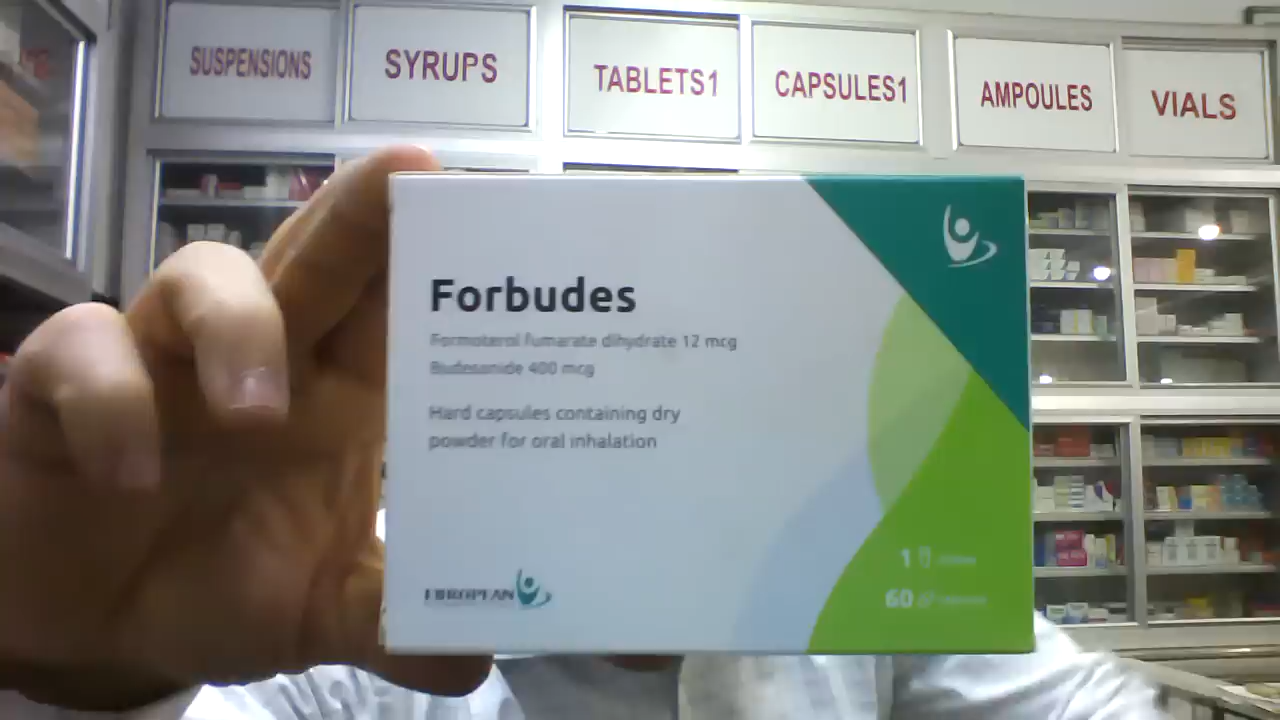 SUSPENSIONS
SYRUPS
TABLETS1
CAPSULES1
AMPOULES
VIALS
Forbudes
Formoterol fumarate dihydrate 12 mcg
Budesonide 400 mcg
Hard capsules containing dry
powder for oral inhalation
1
60